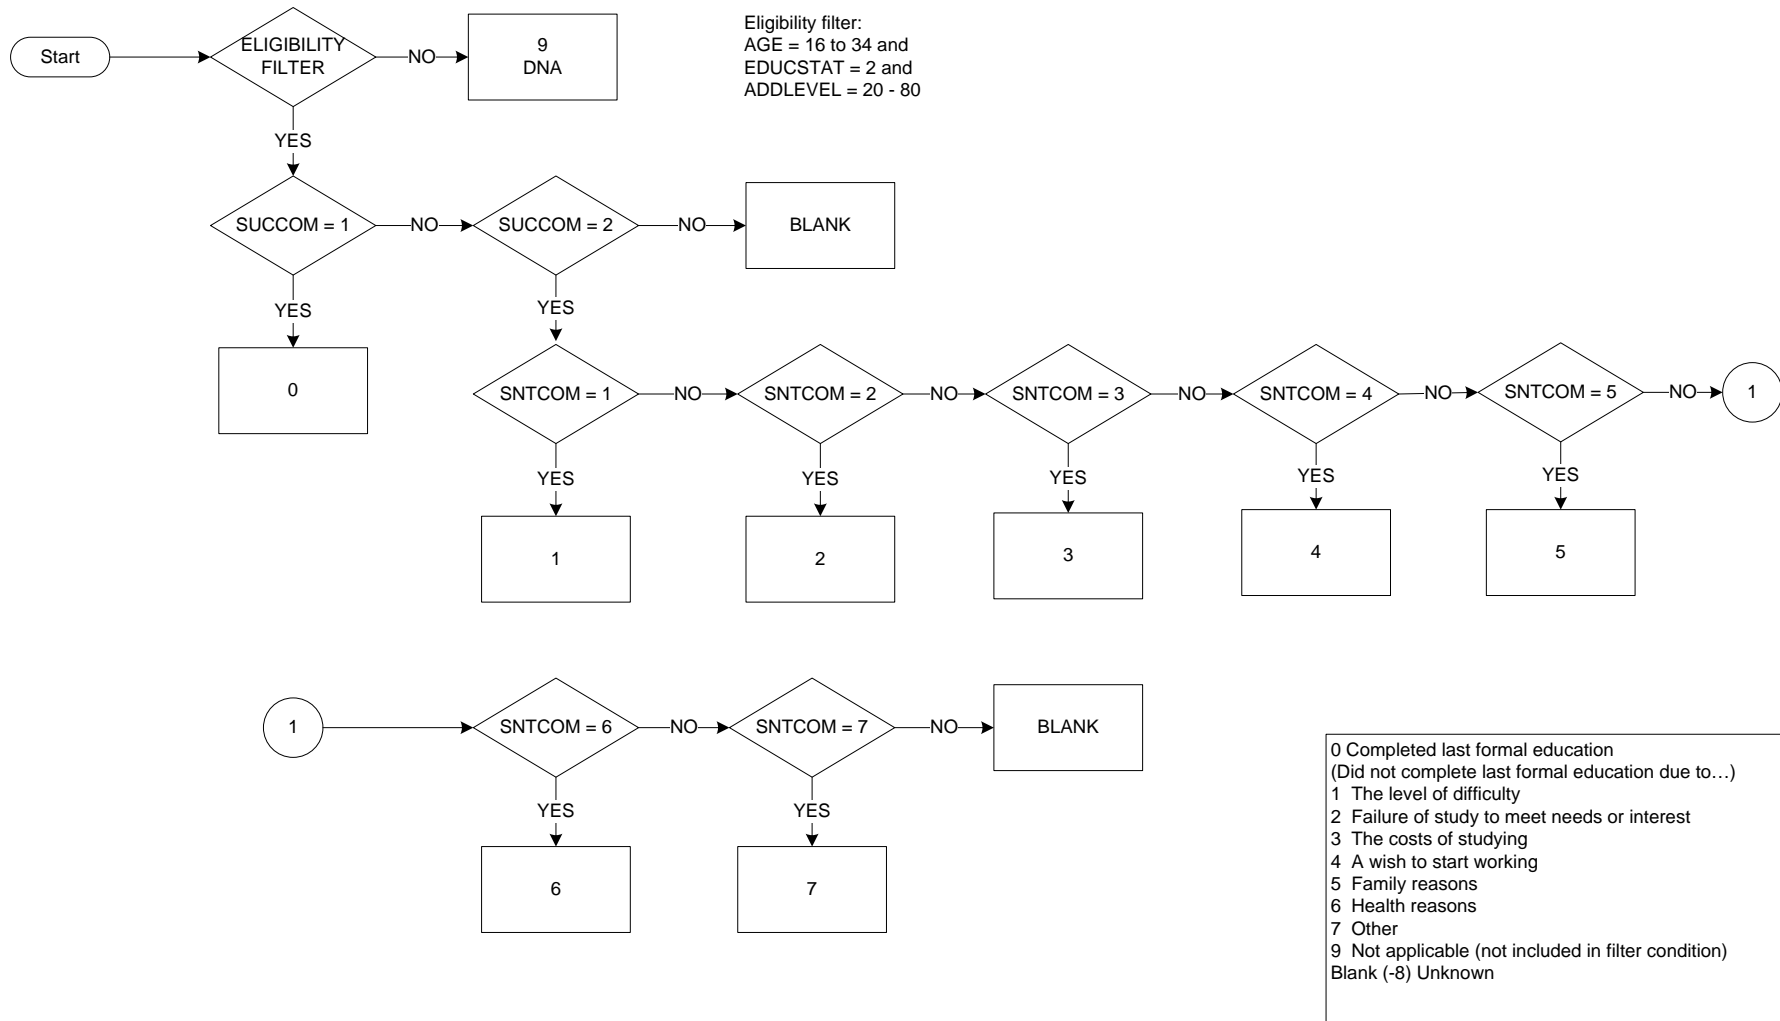 Start
ELIGIBILITY
FILTER
NO
9
DNA
Eligibility filter:
AGE = 16 to 34 and
EDUCSTAT = 2 and
ADDLEVEL = 20 - 80
YES
SUCCOM = 1
NO
SUCCOM = 2
NO
BLANK
YES
YES
0
SNTCOM = 1
NO
SNTCOM = 2
NO
SNTCOM = 3
NO
SNTCOM = 4
NO
SNTCOM = 5
NO
1
YES
YES
YES
YES
YES
1
2
3
4
5
1
SNTCOM = 6
NO
SNTCOM = 7
NO
BLANK
YES
YES
6
7
0 Completed last formal education
(Did not complete last formal education due to…)
1 The level of difficulty
2 Failure of study to meet needs or interest
3 The costs of studying
4 A wish to start working
5 Family reasons
6 Health reasons
7 Other
9 Not applicable (not included in filter condition)
Blank (-8) Unknown